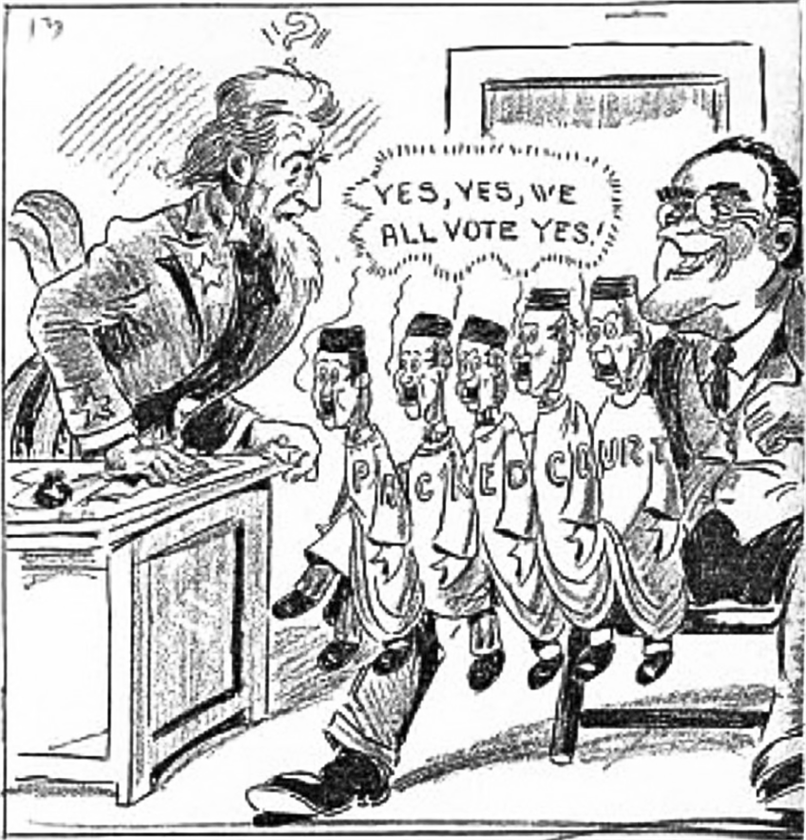 ?
YES, YES, WE
ALL VOTE YES!
PACKED COURT